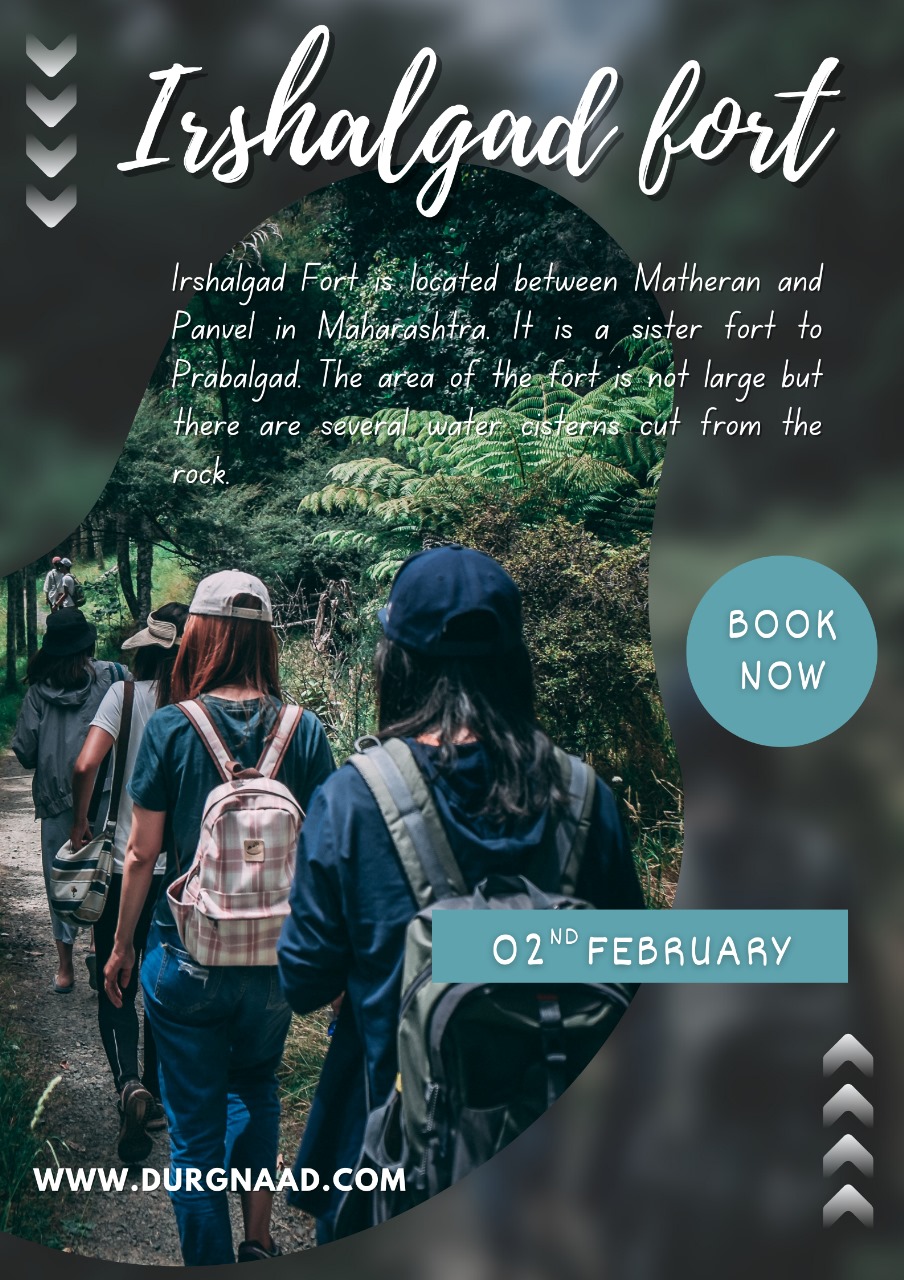 Irshalgad fort
Irshalgad Fort is located between Matheran and
Panvel in Maharashtra. It is a sister fort to
Prabalgad. The area of the fort is not large but
there are several water cisterns cut from the
rock.
BOOK
NOW
02ND FEBRUARY
WWW.DURGNAAD.COM